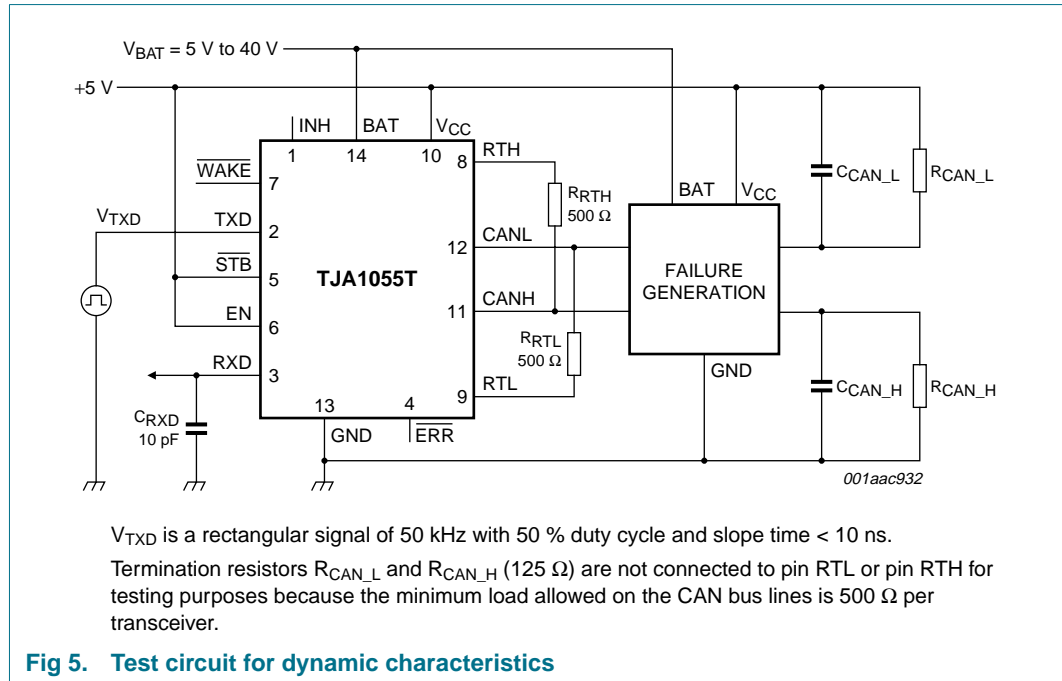 V_BAT = 5 V to 40 V
+5 V
INH
BAT
V_CC
1
14
10
8
RTH
WAKE
7
R_RTH
500 Ω
BAT
V_CC
C_CAN_L
R_CAN_L
V_TXD
TXD
2
12
CANL
STB
5
TJA1055T
FAILURE
GENERATION
EN
6
11
CANH
RXD
3
R_RTL
500 Ω
GND
C_CAN_H
R_CAN_H
9
RTL
C_RXD
10 pF
13
4
GND
ERR
001aac932
V_TXD is a rectangular signal of 50 kHz with 50 % duty cycle and slope time < 10 ns.
Termination resistors R_CAN_L and R_CAN_H (125 Ω) are not connected to pin RTL or pin RTH for
testing purposes because the minimum load allowed on the CAN bus lines is 500 Ω per
transceiver.
Fig 5. Test circuit for dynamic characteristics